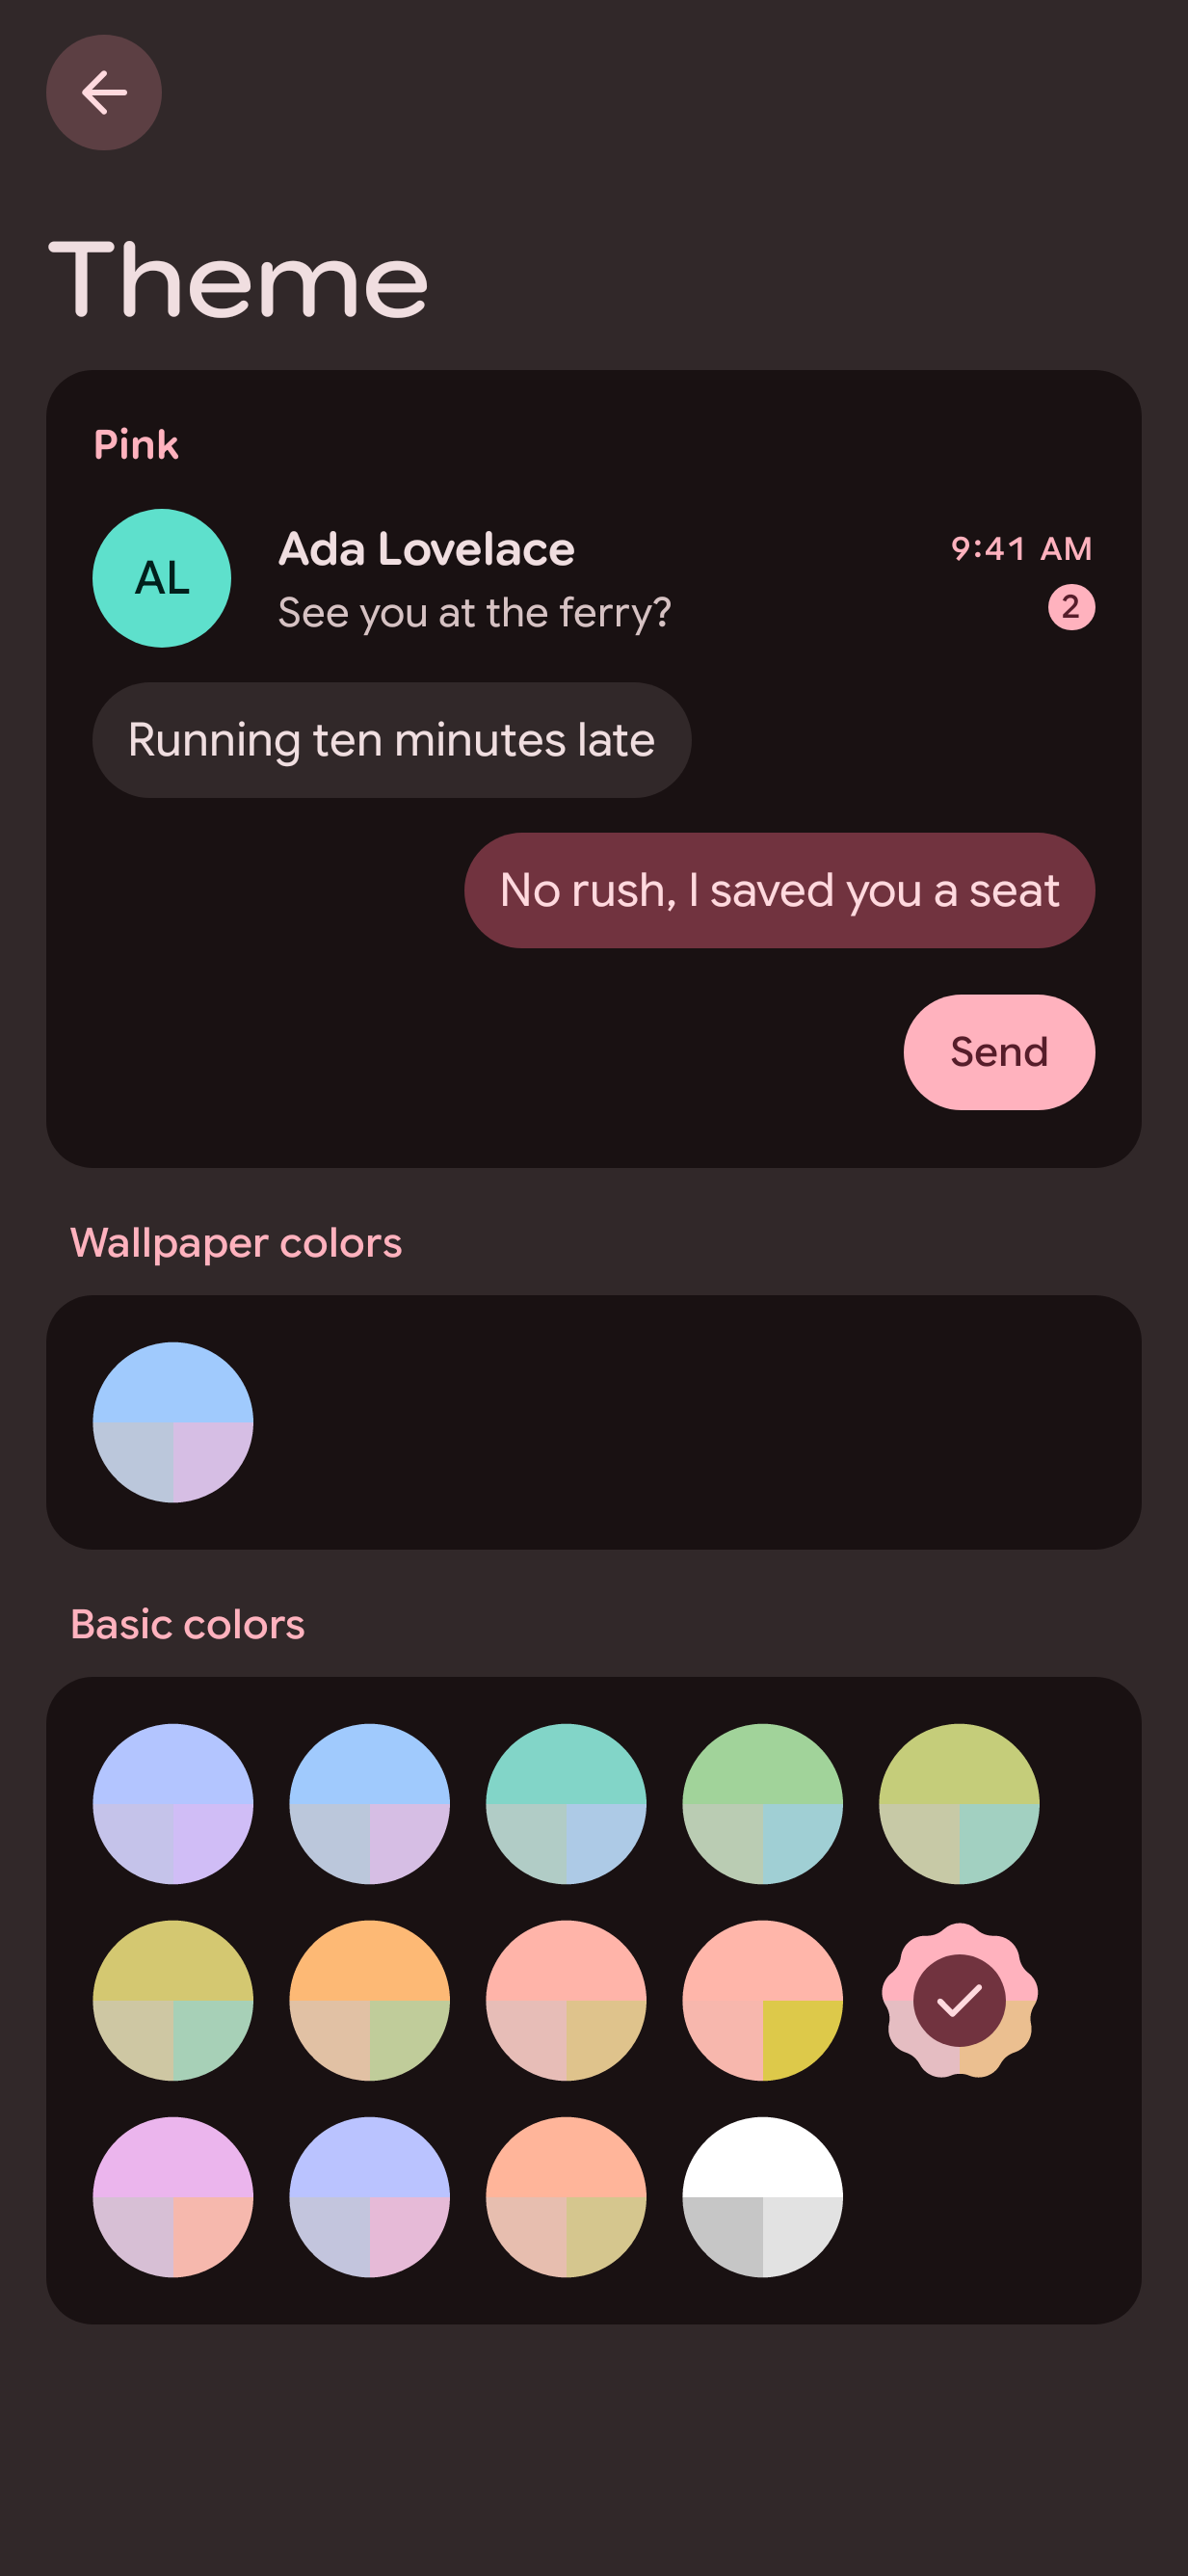 Theme
Pink
AL
Ada Lovelace
9:41 AM
See you at the ferry?
2
Running ten minutes late
No rush, I saved you a seat
Send
Wallpaper colors
Basic colors